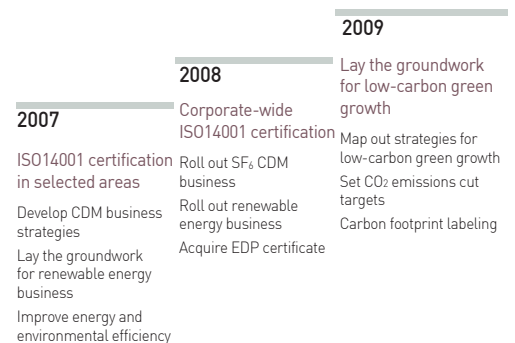 2007
ISO14001 certification
in selected areas
Develop CDM business
strategies
Lay the groundwork
for renewable energy
business
Improve energy and
environmental efficiency
2008
Corporate-wide
ISO14001 certification
Roll out SF₆ CDM
business
Roll out renewable
energy business
Acquire EDP certificate
2009
Lay the groundwork
for low-carbon green
growth
Map out strategies for
low-carbon green growth
Set CO₂ emissions cut
targets
Carbon footprint labeling